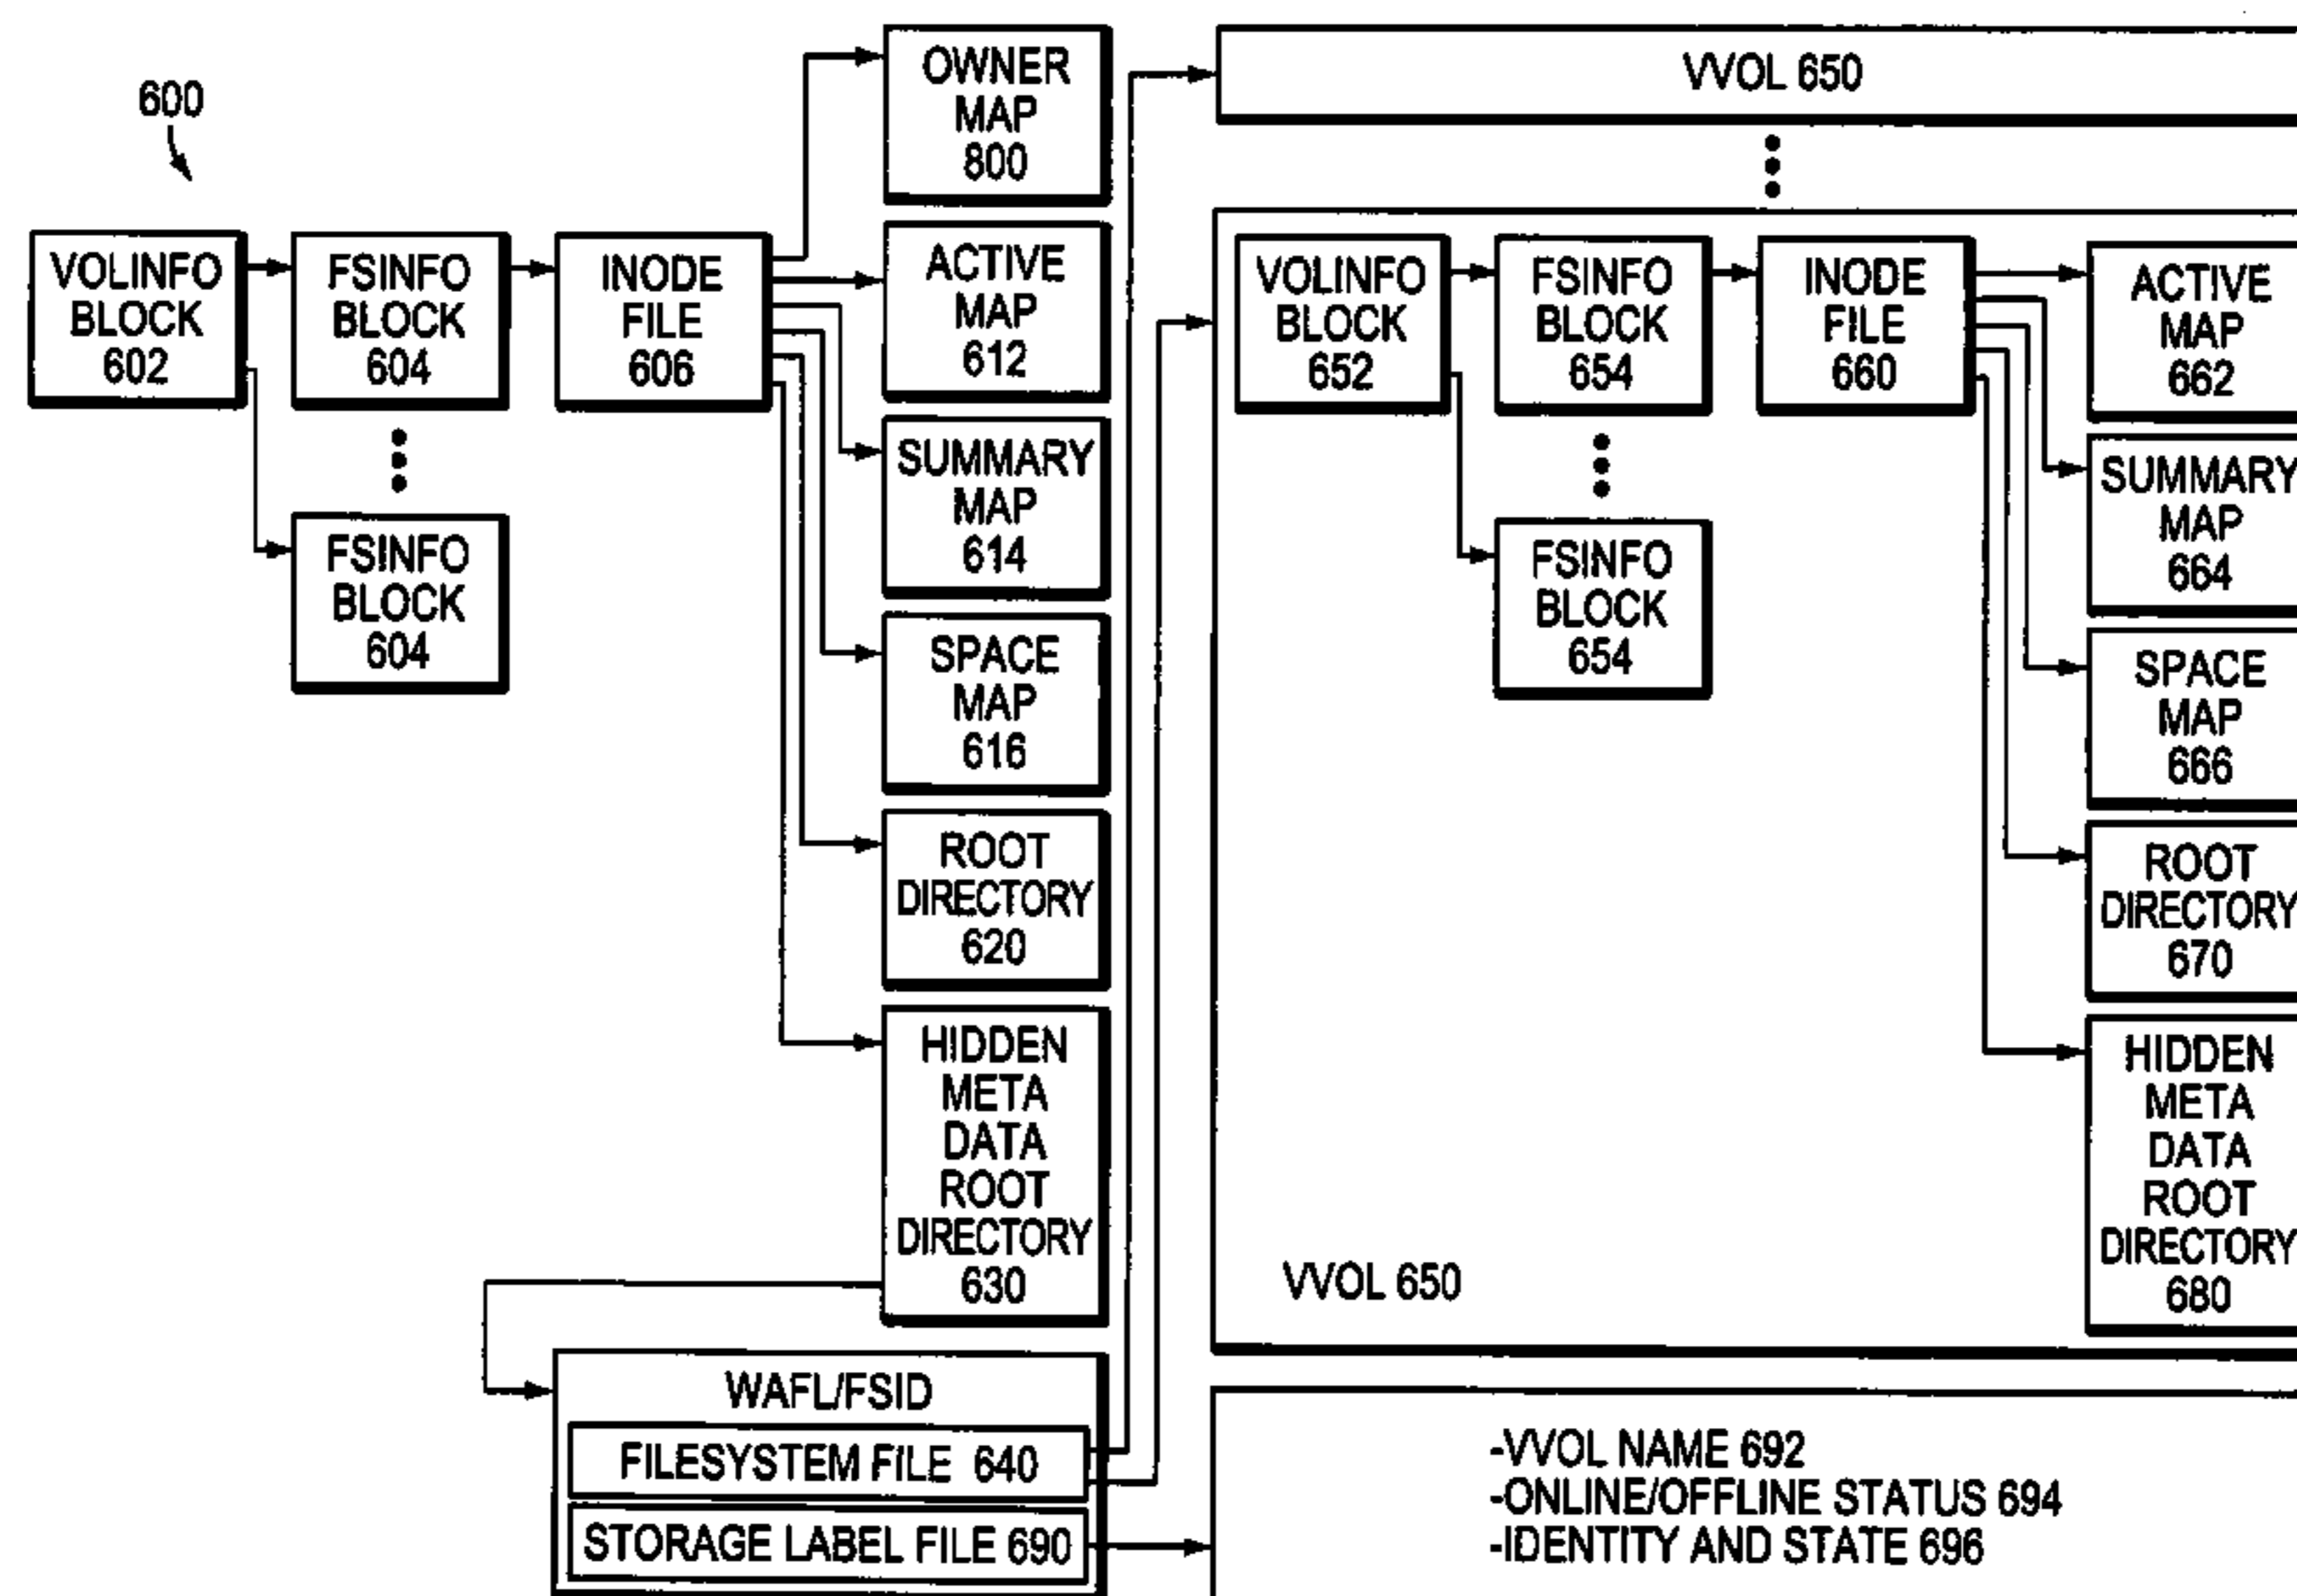 600
VOLINFO
BLOCK
602
FSINFO
BLOCK
604
FSINFO
BLOCK
604
INODE
FILE
606
OWNER
MAP
800
ACTIVE
MAP
612
SUMMARY
MAP
614
SPACE
MAP
616
ROOT
DIRECTORY
620
HIDDEN
META
DATA
ROOT
DIRECTORY
630
WAFL/FSID
FILESYSTEM FILE 640
STORAGE LABEL FILE 690
VVOL 650
VOLINFO
BLOCK
652
FSINFO
BLOCK
654
FSINFO
BLOCK
654
INODE
FILE
660
ACTIVE
MAP
662
SUMMARY
MAP
664
SPACE
MAP
666
ROOT
DIRECTORY
670
HIDDEN
META
DATA
ROOT
DIRECTORY
680
VVOL 650
-VVOL NAME 692
-ONLINE/OFFLINE STATUS 694
-IDENTITY AND STATE 696